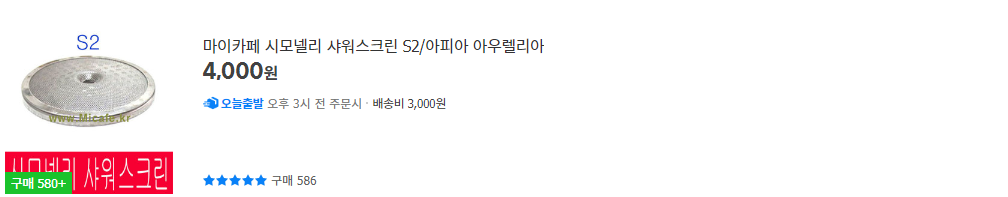 S2
www.Micafe.kr
시모넬리 샤워스크린
구매 580+
마이카페 시모넬리 샤워스크린 S2/아피아 아우렐리아
4,000원
오늘출발 오후 3시 전 주문시 · 배송비 3,000원
구매 586